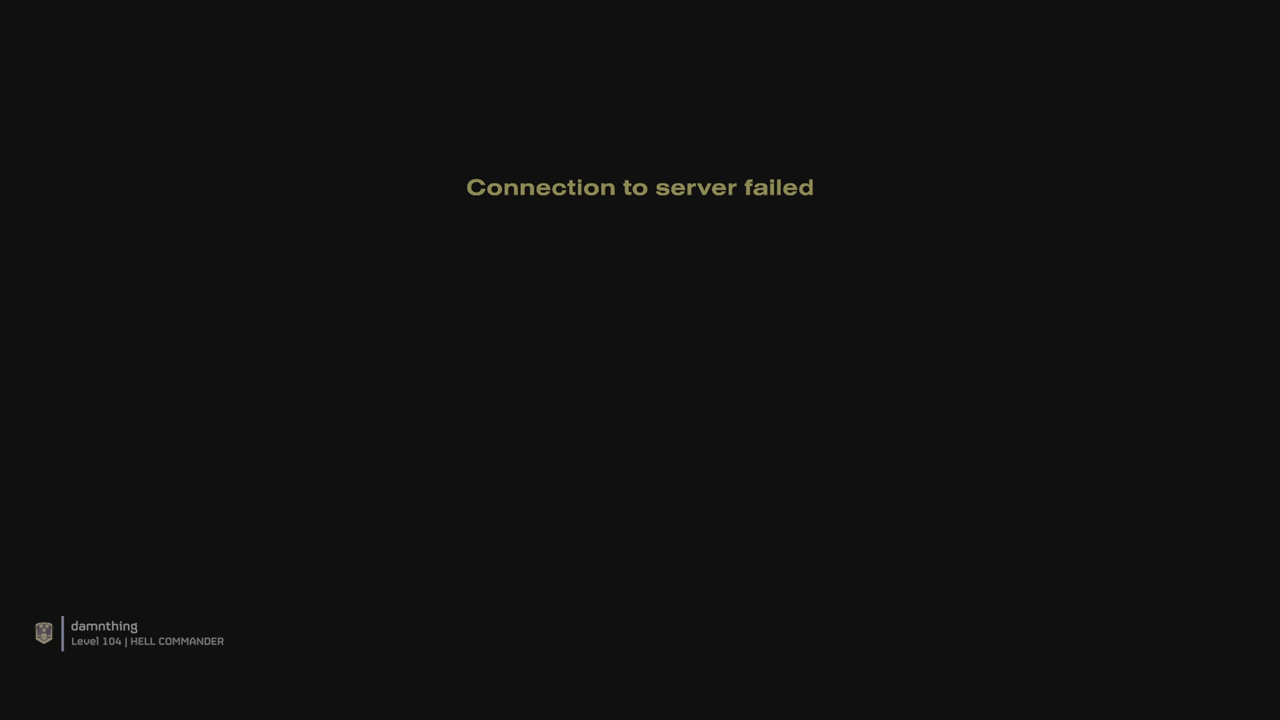 Connection to server failed
damnthing
Level 104 | HELL COMMANDER